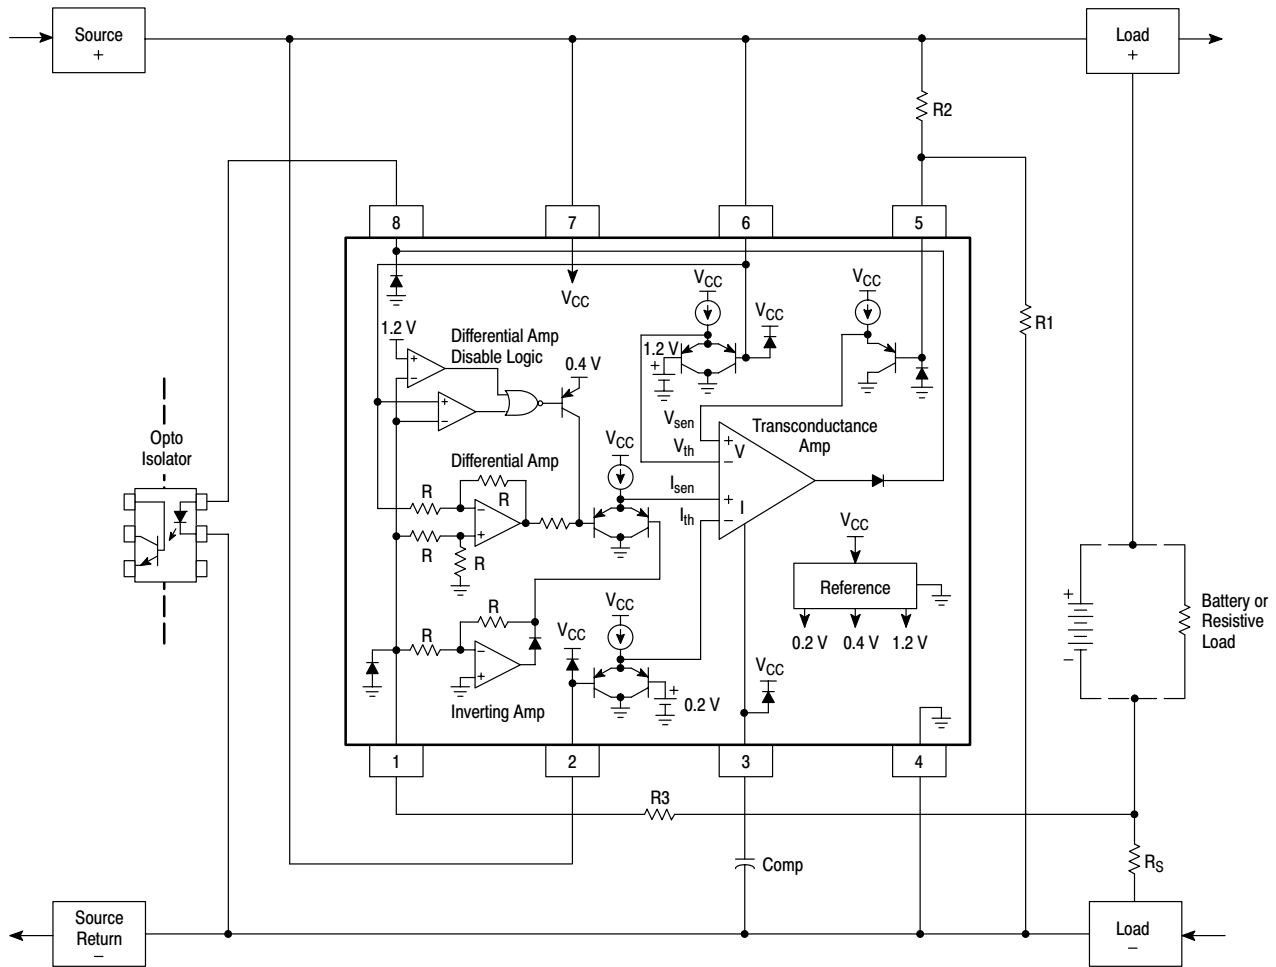 Source
+
Load
+
R2
8
7
6
5
VCC
VCC
VCC
VCC
R1
1.2 V
Differential Amp
Disable Logic
0.4 V
1.2 V
+
+
−
+
−
Vsen
Vth
Transconductance
Amp
VCC
+
V
−
Opto
Isolator
Differential Amp
Isen
Ith
+
I
−
R
R
−
+
R
R
VCC
Reference
0.2 V
0.4 V
1.2 V
+
−
Battery or
Resistive
Load
VCC
R
R
−
+
VCC
VCC
+
0.2 V
Inverting Amp
1
2
3
4
R3
Comp
RS
Source
Return
−
Load
−